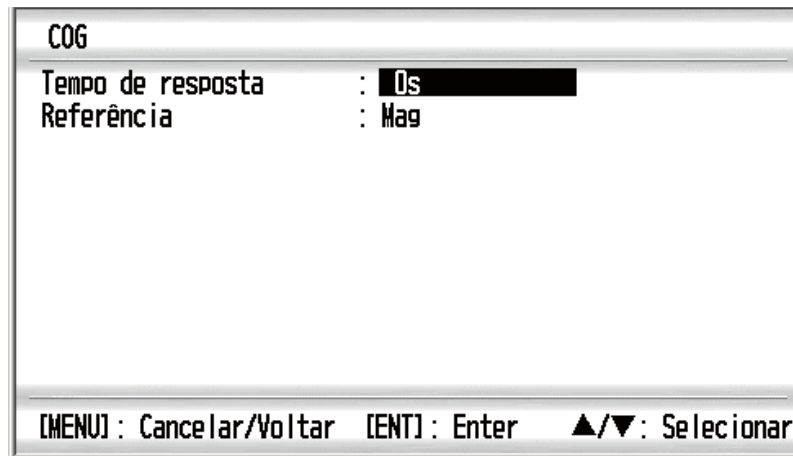 COG
Tempo de resposta : 0s
Referência : Mag
[MENU]: Cancelar/Voltar [ENT]: Enter ▲/▼: Selecionar